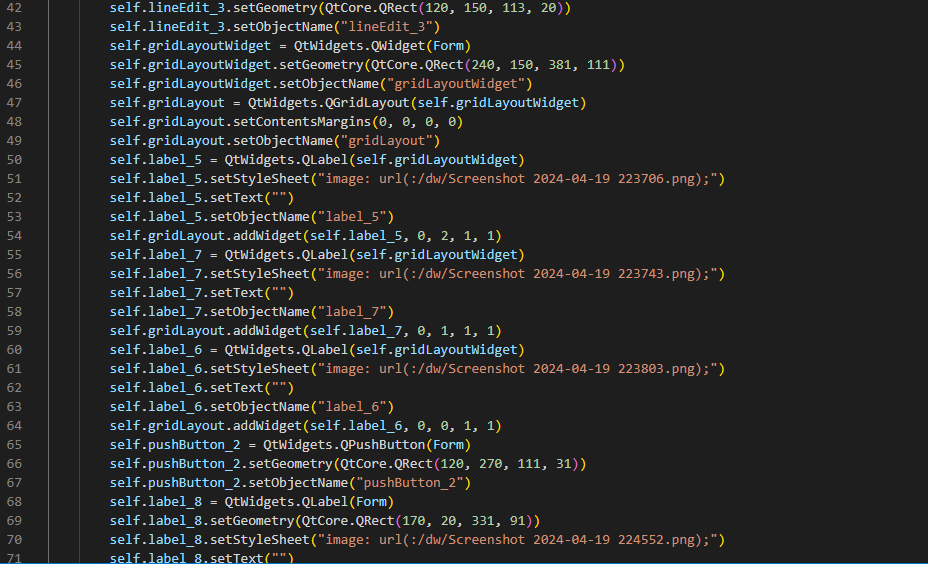 42 self.lineEdit_3.setGeometry(QtCore.QRect(120, 150, 113, 20))
43 self.lineEdit_3.setObjectName("lineEdit_3")
44 self.gridLayoutWidget = QtWidgets.QWidget(Form)
45 self.gridLayoutWidget.setGeometry(QtCore.QRect(240, 150, 381, 111))
46 self.gridLayoutWidget.setObjectName("gridLayoutWidget")
47 self.gridLayout = QtWidgets.QGridLayout(self.gridLayoutWidget)
48 self.gridLayout.setContentsMargins(0, 0, 0, 0)
49 self.gridLayout.setObjectName("gridLayout")
50 self.label_5 = QtWidgets.QLabel(self.gridLayoutWidget)
51 self.label_5.setStyleSheet("image: url(:/dw/Screenshot 2024-04-19 223706.png);")
52 self.label_5.setText("")
53 self.label_5.setObjectName("label_5")
54 self.gridLayout.addWidget(self.label_5, 0, 2, 1, 1)
55 self.label_7 = QtWidgets.QLabel(self.gridLayoutWidget)
56 self.label_7.setStyleSheet("image: url(:/dw/Screenshot 2024-04-19 223743.png);")
57 self.label_7.setText("")
58 self.label_7.setObjectName("label_7")
59 self.gridLayout.addWidget(self.label_7, 0, 1, 1, 1)
60 self.label_6 = QtWidgets.QLabel(self.gridLayoutWidget)
61 self.label_6.setStyleSheet("image: url(:/dw/Screenshot 2024-04-19 223803.png);")
62 self.label_6.setText("")
63 self.label_6.setObjectName("label_6")
64 self.gridLayout.addWidget(self.label_6, 0, 0, 1, 1)
65 self.pushButton_2 = QtWidgets.QPushButton(Form)
66 self.pushButton_2.setGeometry(QtCore.QRect(120, 270, 111, 31))
67 self.pushButton_2.setObjectName("pushButton_2")
68 self.label_8 = QtWidgets.QLabel(Form)
69 self.label_8.setGeometry(QtCore.QRect(170, 20, 331, 91))
70 self.label_8.setStyleSheet("image: url(:/dw/Screenshot 2024-04-19 224552.png);")
71 self.label_8.setText("")